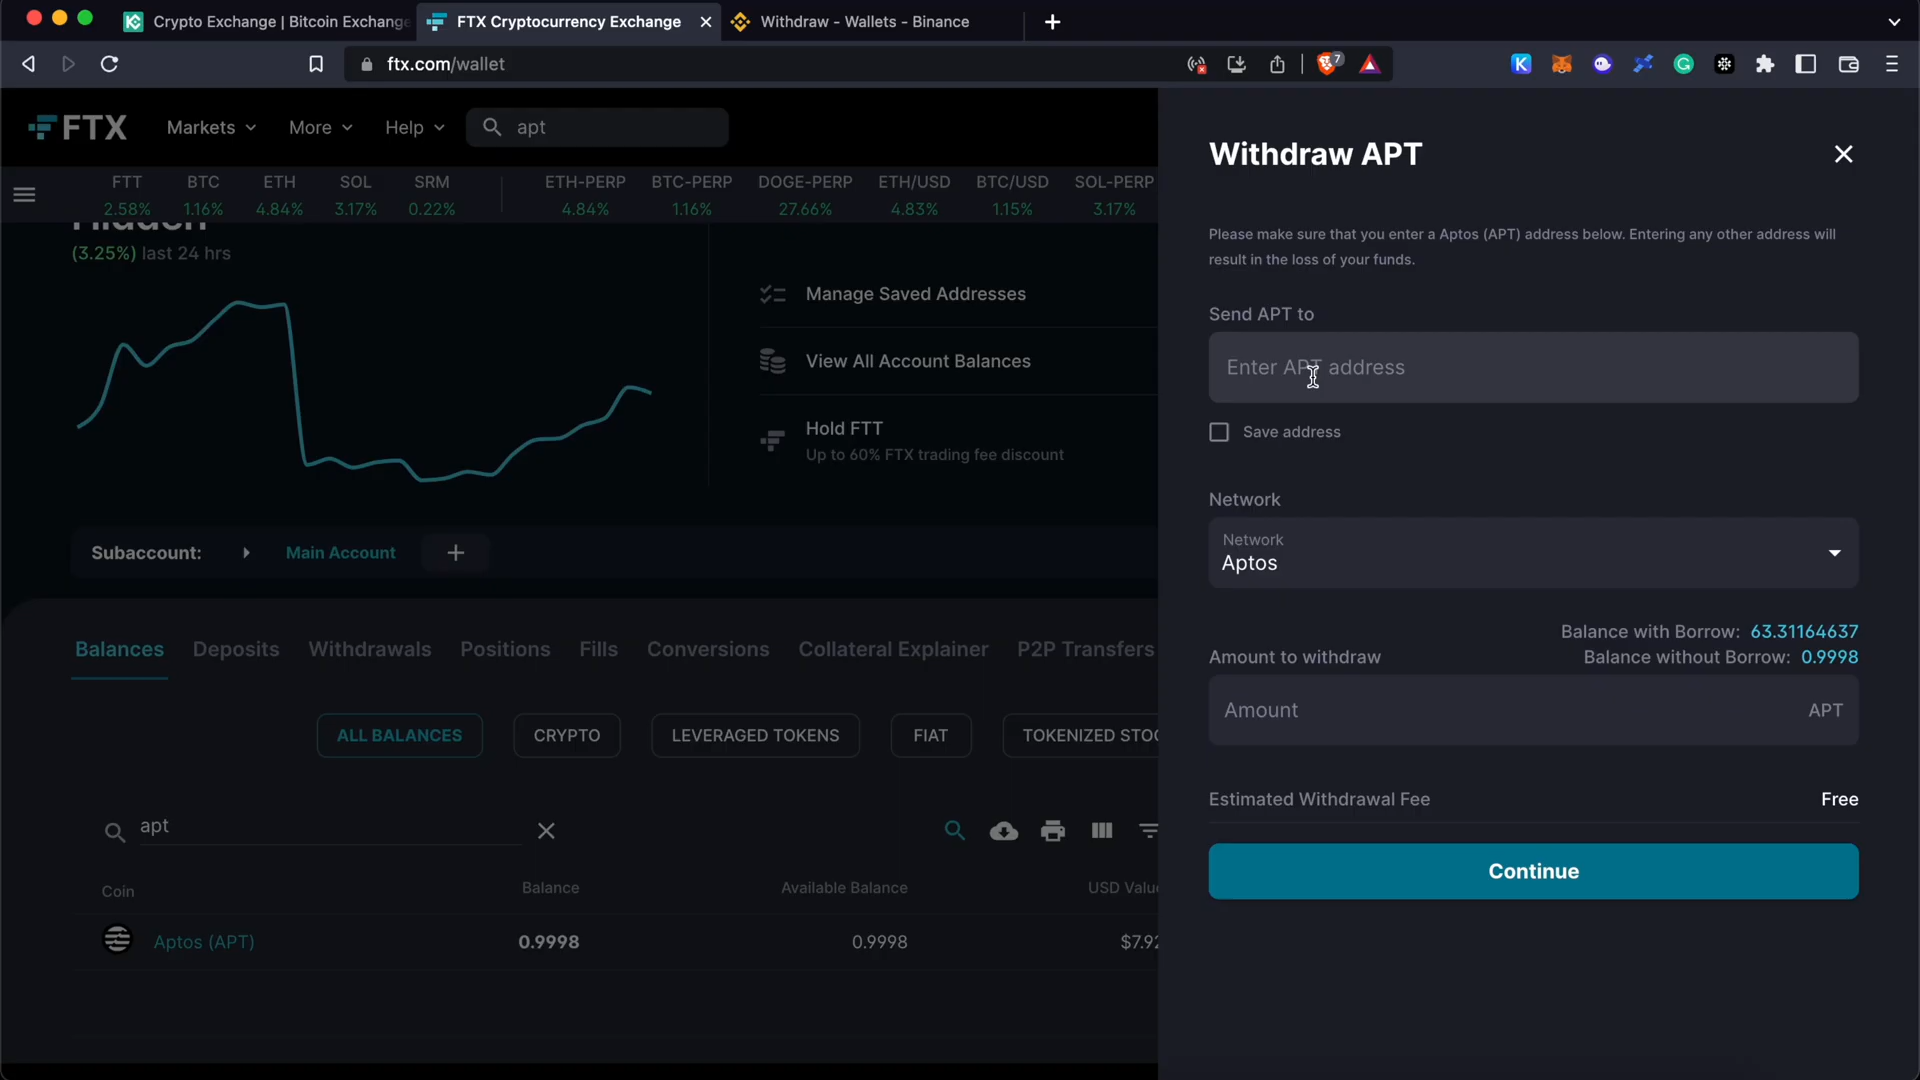 Crypto Exchange | Bitcoin Exchange
FTX Cryptocurrency Exchange
Withdraw - Wallets - Binance
ftx.com/wallet
7
FTX
Markets
More
Help
apt
FTT
BTC
ETH
SOL
SRM
ETH-PERP
BTC-PERP
DOGE-PERP
ETH/USD
BTC/USD
SOL-PERP
2.58%
1.16%
4.84%
3.17%
0.22%
4.84%
1.16%
27.66%
4.83%
1.15%
3.17%
Hidden
(3.25%) last 24 hrs
Manage Saved Addresses
View All Account Balances
Hold FTT
Up to 60% FTX trading fee discount
Subaccount:
Main Account
Balances
Deposits
Withdrawals
Positions
Fills
Conversions
Collateral Explainer
P2P Transfers
ALL BALANCES
CRYPTO
LEVERAGED TOKENS
FIAT
TOKENIZED STOC
apt
Coin
Balance
Available Balance
USD Value
Aptos (APT)
0.9998
0.9998
$7.92
Withdraw APT
Please make sure that you enter a Aptos (APT) address below. Entering any other address will
result in the loss of your funds.
Send APT to
Enter APT address
Save address
Network
Network
Aptos
Balance with Borrow: 63.31164637
Amount to withdraw
Balance without Borrow: 0.9998
Amount
APT
Estimated Withdrawal Fee
Free
Continue